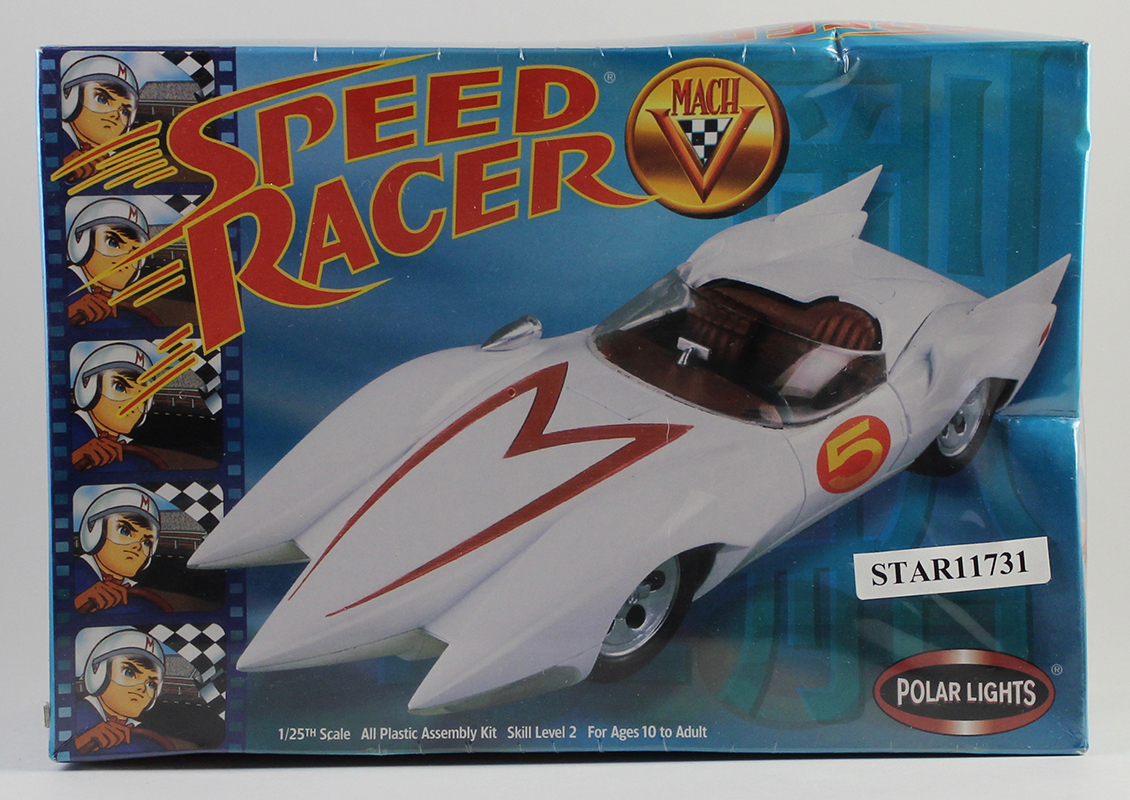 SPEED
RACER®
MACH
V
M
M
M
M
M
M
5
STAR11731
POLAR LIGHTS®
1/25TH Scale All Plastic Assembly Kit Skill Level 2 For Ages 10 to Adult